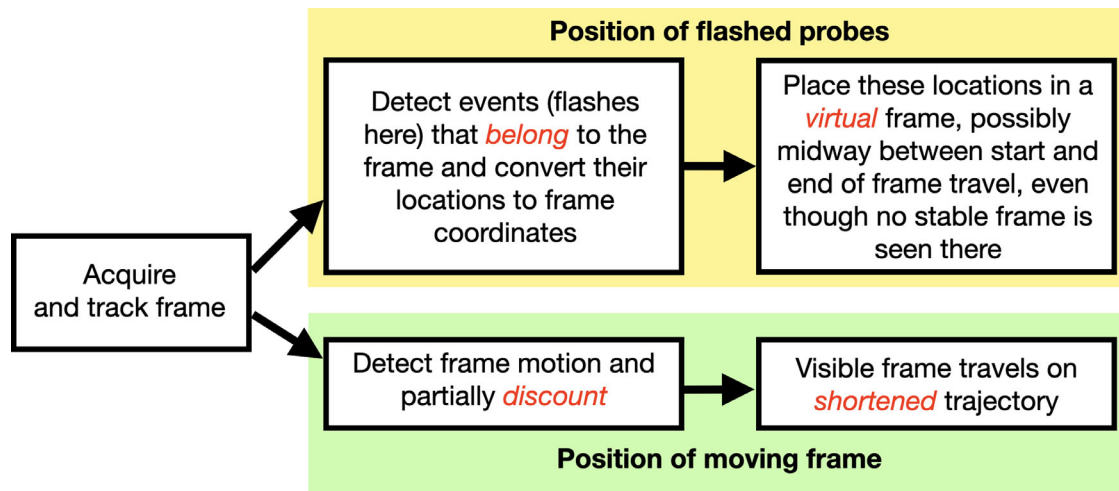 Position of flashed probes
Detect events (flashes
here) that belong to the
frame and convert their
locations to frame
coordinates
Place these locations in a
virtual frame, possibly
midway between start and
end of frame travel, even
though no stable frame is
seen there
Acquire
and track frame
Detect frame motion and
partially discount
Visible frame travels on
shortened trajectory
Position of moving frame